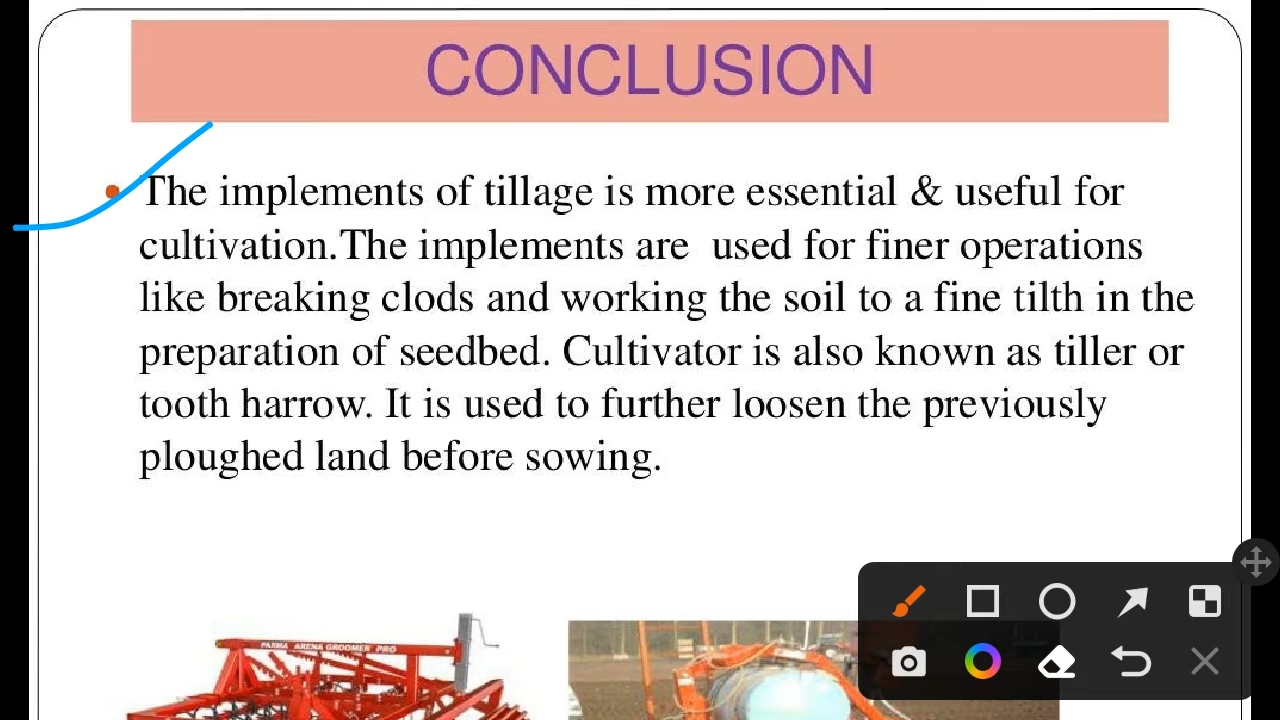 CONCLUSION
• The implements of tillage is more essential & useful for
cultivation.The implements are  used for finer operations
like breaking clods and working the soil to a fine tilth in the
preparation of seedbed. Cultivator is also known as tiller or
tooth harrow. It is used to further loosen the previously
ploughed land before sowing.
PARMA ARENA GROOMER PRO